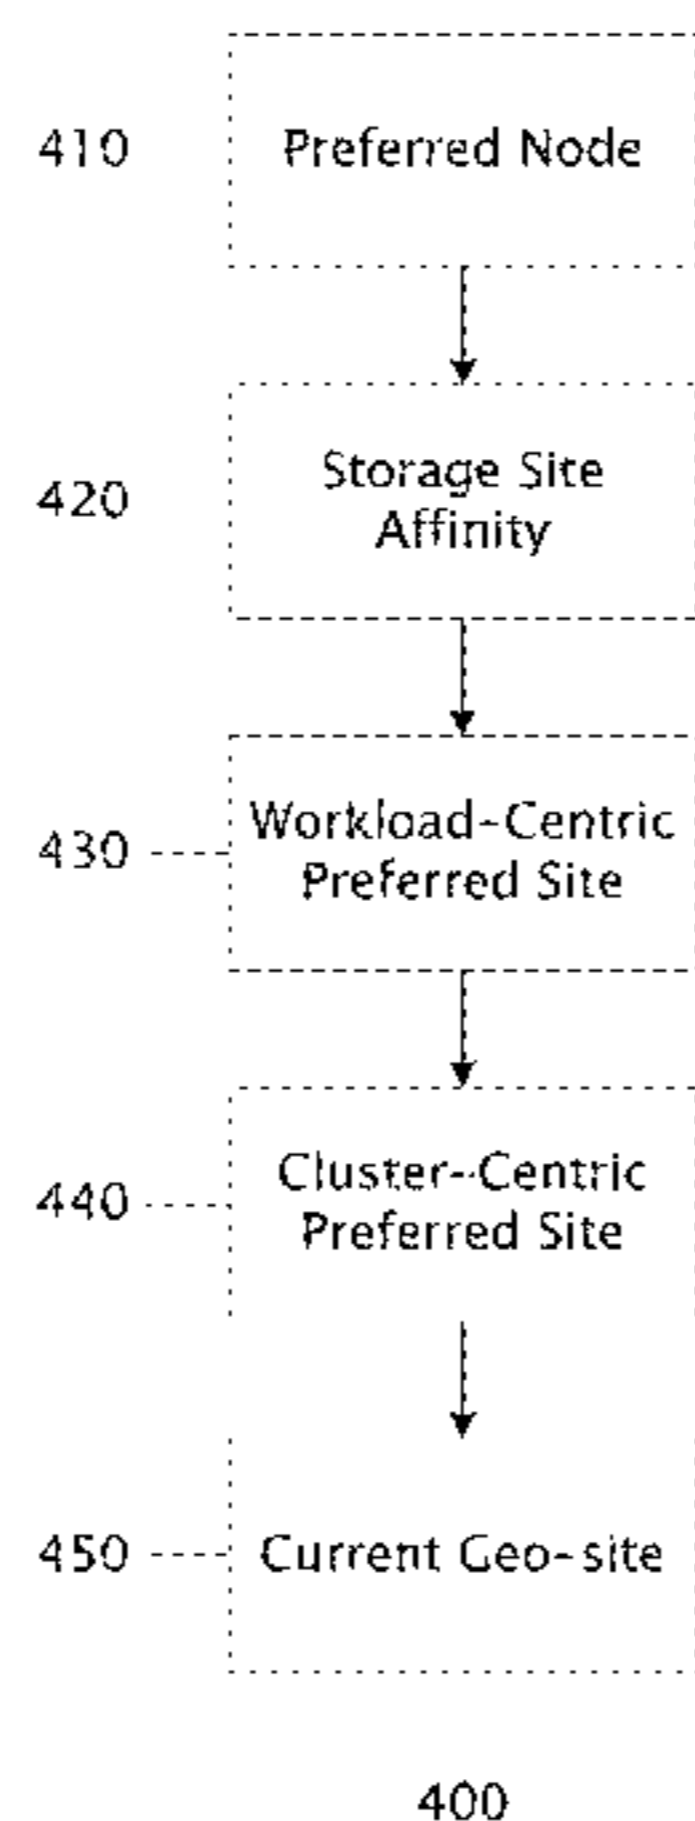 410
Preferred Node
420
Storage Site
Affinity
430
Workload-Centric
Preferred Site
440
Cluster-Centric
Preferred Site
450
Current Geo-site
400